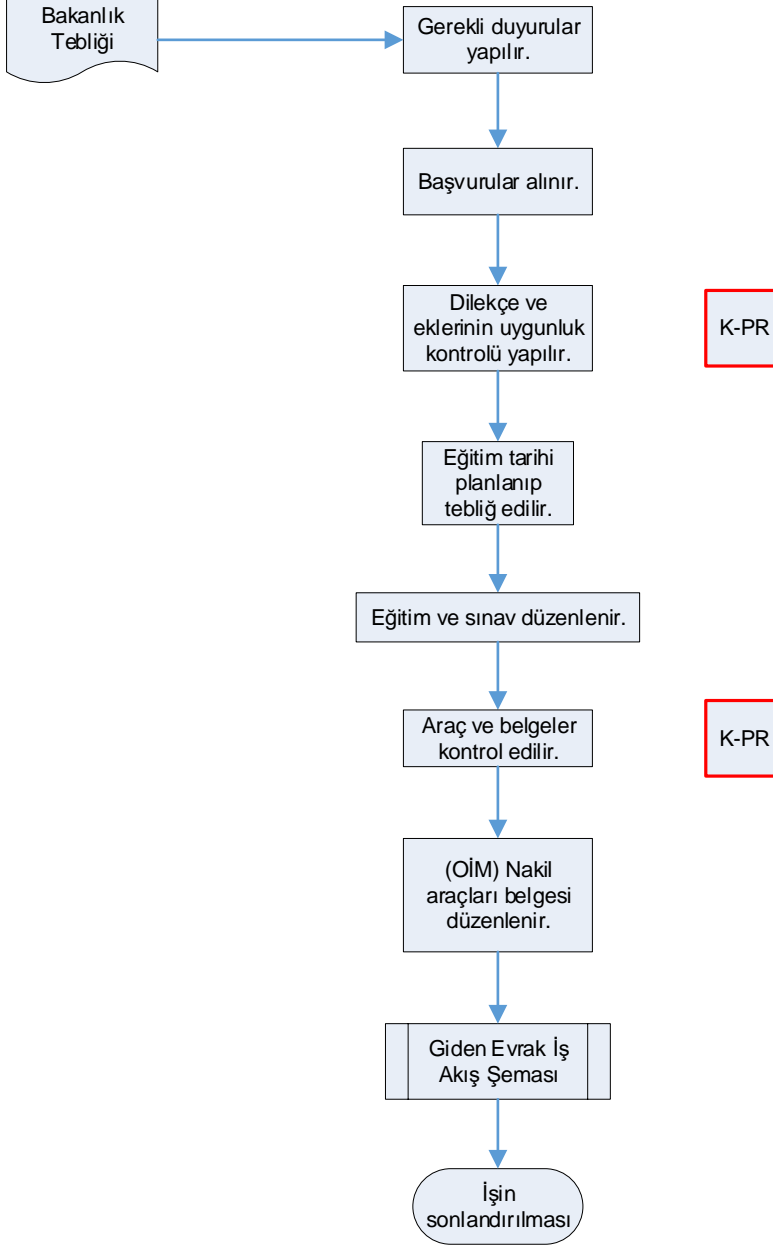 Bakanlık
Tebliği
Gerekli duyurular
yapılır.
Başvurular alınır.
Dilekçe ve
eklerinin uygunluk
kontrolü yapılır.
K-PR
Eğitim tarihi
planlanıp
tebliğ edilir.
Eğitim ve sınav düzenlenir.
Araç ve belgeler
kontrol edilir.
K-PR
(OİM) Nakil
araçları belgesi
düzenlenir.
Giden Evrak İş
Akış Şeması
İşin
sonlandırılması